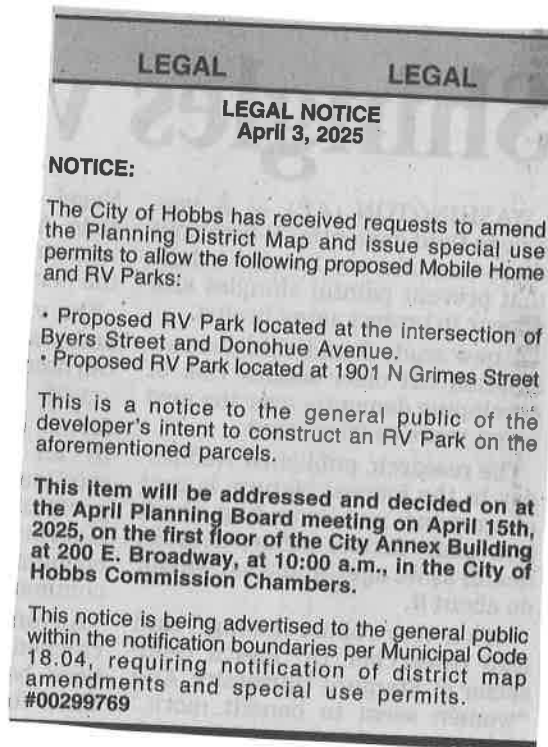 LEGAL LEGAL
LEGAL NOTICE
April 3, 2025
NOTICE:
The City of Hobbs has received requests to amend
the Planning District Map and issue special use
permits to allow the following proposed Mobile Home
and RV Parks:
• Proposed RV Park located at the intersection of
Byers Street and Donohue Avenue.
• Proposed RV Park located at 1901 N Grimes Street
This is a notice to the general public of the
developer's intent to construct an RV Park on the
aforementioned parcels.
This item will be addressed and decided on at
the April Planning Board meeting on April 15th,
2025, on the first floor of the City Annex Building
at 200 E. Broadway, at 10:00 a.m., in the City of
Hobbs Commission Chambers.
This notice is being advertised to the general public
within the notification boundaries per Municipal Code
18.04, requiring notification of district map
amendments and special use permits.
#00299769